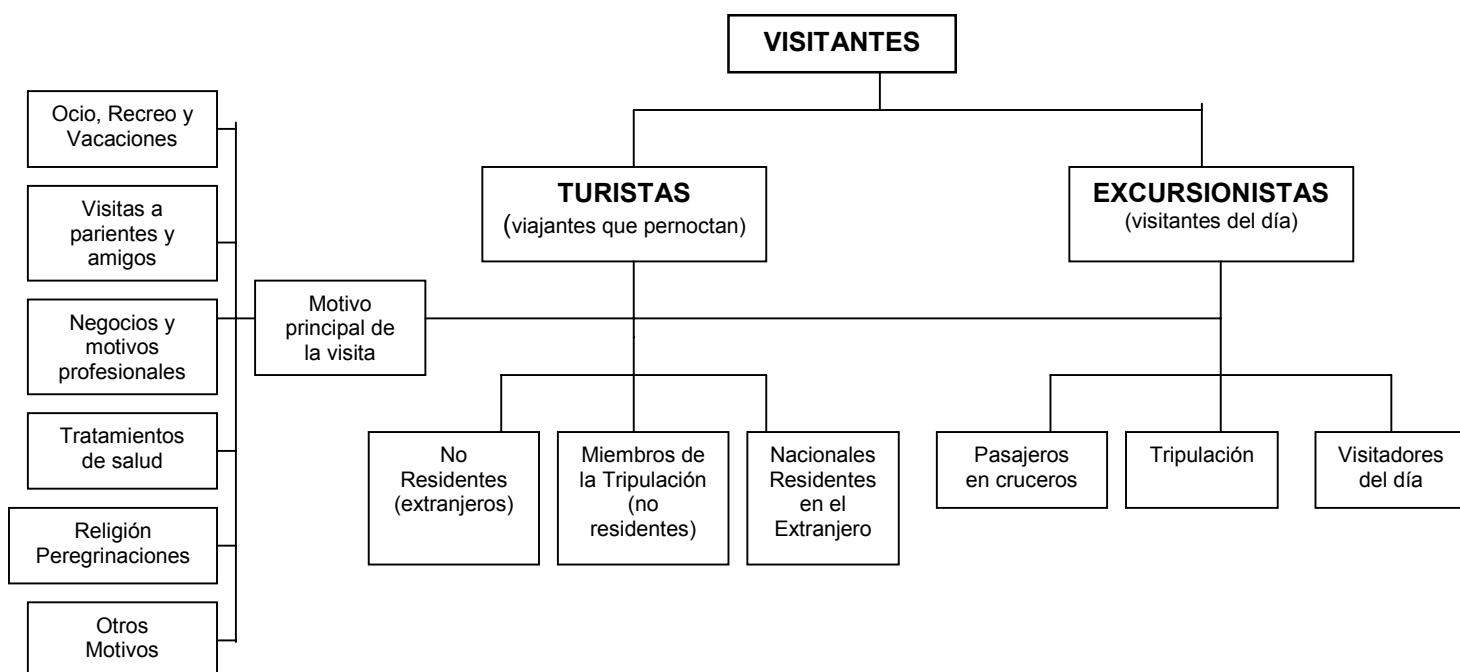 VISITANTES
TURISTAS
(viajantes que pernoctan)
EXCURSIONISTAS
(visitantes del día)
Ocio, Recreo y
Vacaciones
Visitas a
parientes y
amigos
Negocios y
motivos
profesionales
Tratamientos
de salud
Religión
Peregrinaciones
Otros
Motivos
Motivo
principal de
la visita
No
Residentes
(extranjeros)
Miembros de
la Tripulación
(no
residentes)
Nacionales
Residentes
en el
Extranjero
Pasajeros
en cruceros
Tripulación
Visitadores
del día